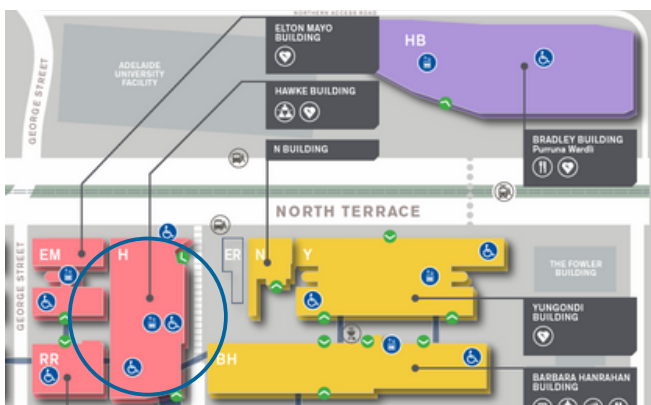 NORTHERN ACCESS ROAD
ELTON MAYO
BUILDING
HB
ADELAIDE
UNIVERSITY
FACILITY
GEORGE STREET
HAWKE BUILDING
N BUILDING
BRADLEY BUILDING
Purruna Wardli
NORTH TERRACE
EM
H
ER
N
Y
THE FOWLER
BUILDING
GEORGE STREET
YUNGONDI
BUILDING
RR
BH
BARBARA HANRAHAN
BUILDING